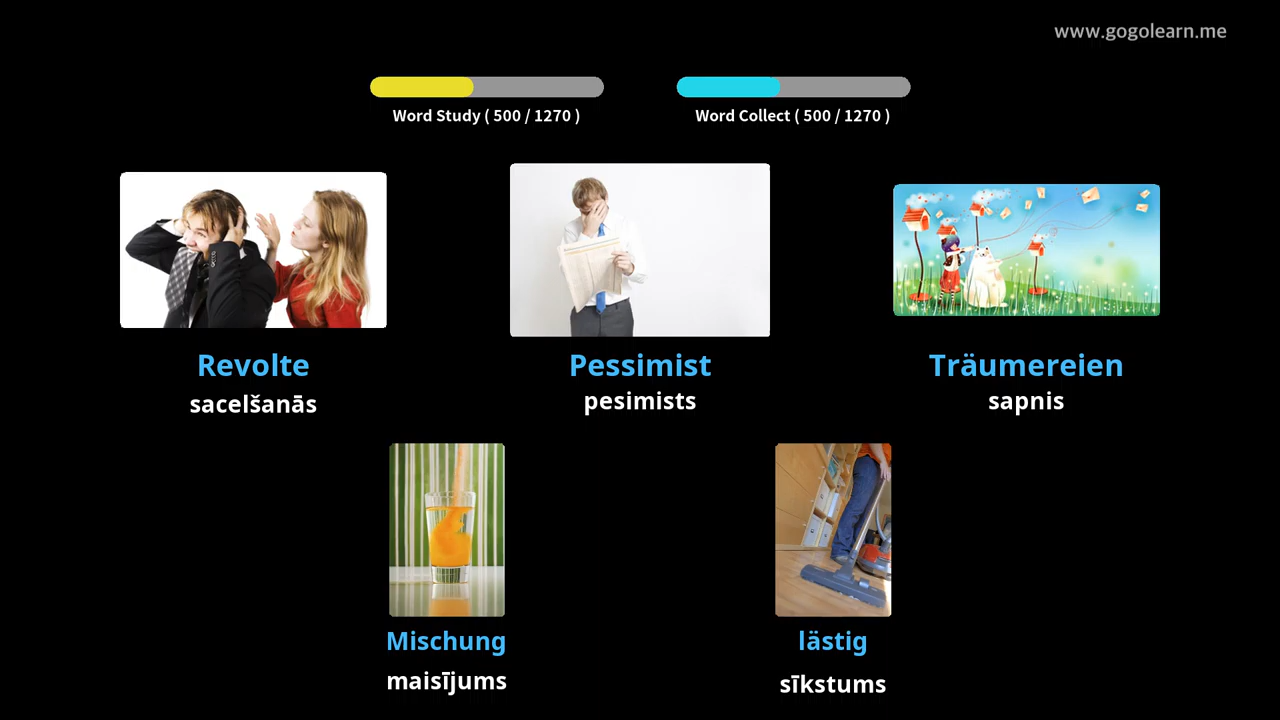 www.gogolearn.me
Word Study ( 500 / 1270 )
Word Collect ( 500 / 1270 )
Revolte
sacelšanās
Pessimist
pesimists
Träumereien
sapnis
Mischung
maisījums
lästig
sīkstums